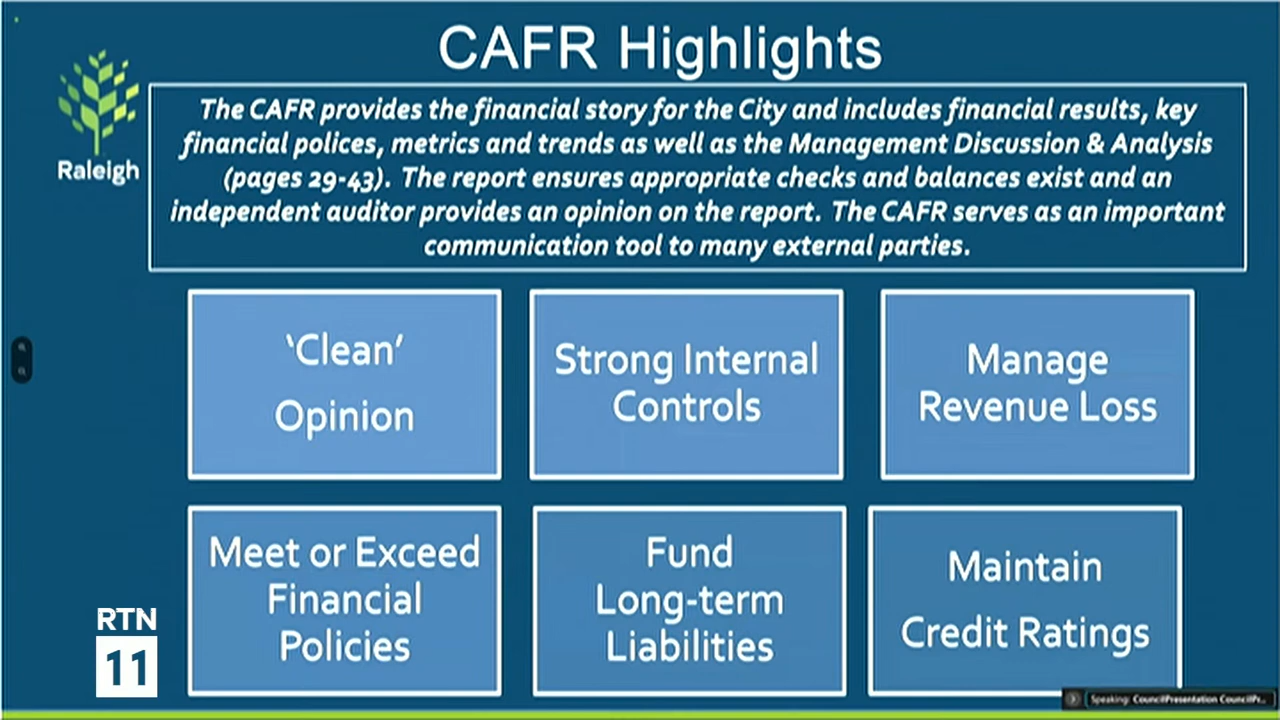 CAFR Highlights
Raleigh
The CAFR provides the financial story for the City and includes financial results, key
financial polices, metrics and trends as well as the Management Discussion & Analysis
(pages 29-43). The report ensures appropriate checks and balances exist and an
independent auditor provides an opinion on the report. The CAFR serves as an important
communication tool to many external parties.
‘Clean’
Opinion
Strong Internal
Controls
Manage
Revenue Loss
Meet or Exceed
Financial
Policies
Fund
Long-term
Liabilities
Maintain
Credit Ratings
RTN
11
Speaking: CouncilPresentation CouncilPr...